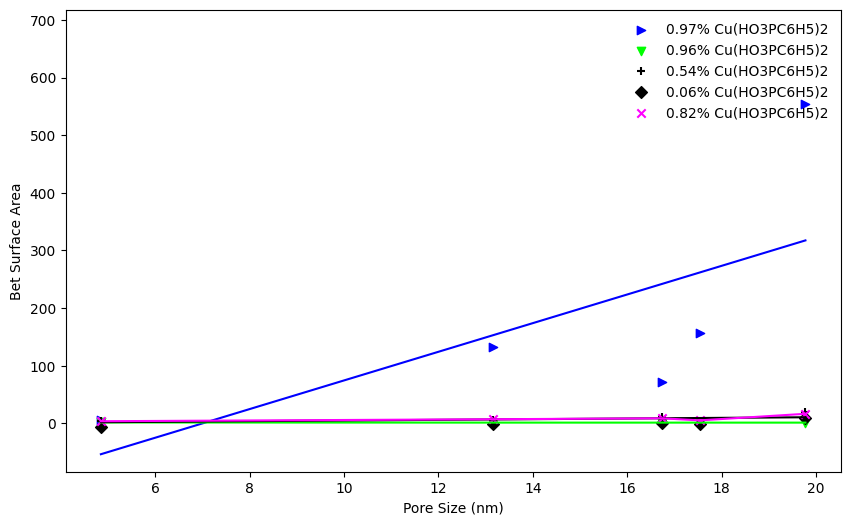 700
600
500
400
300
200
100
0
Bet Surface Area
6 8 10 12 14 16 18 20
Pore Size (nm)
0.97% Cu(HO3PC6H5)2
0.96% Cu(HO3PC6H5)2
0.54% Cu(HO3PC6H5)2
0.06% Cu(HO3PC6H5)2
0.82% Cu(HO3PC6H5)2